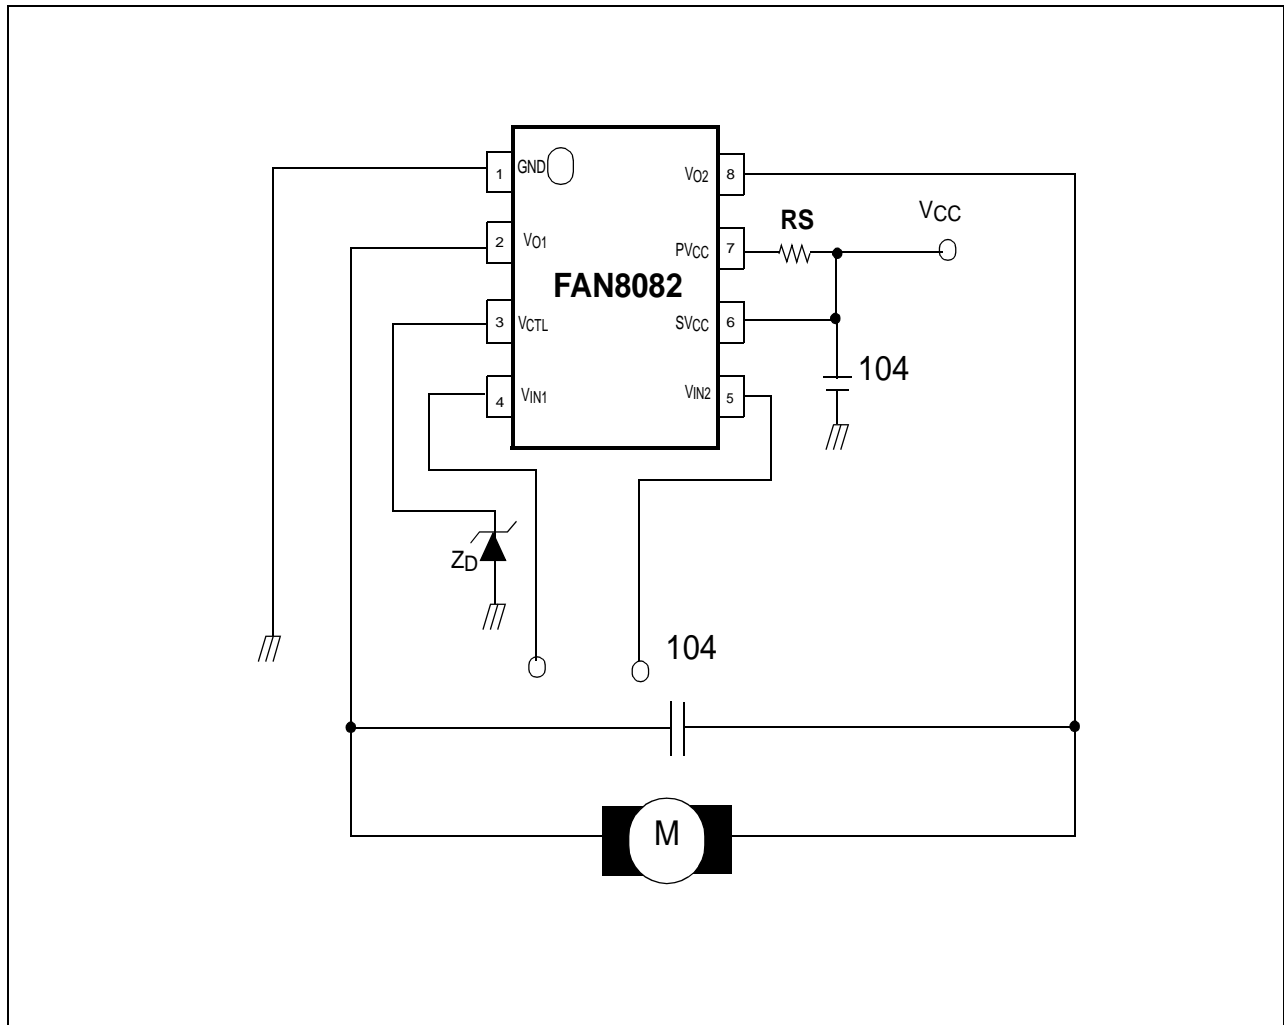 1 GND VO2 8
RS VCC
2 VO1 PVCC 7
FAN8082
3 VCTL SVCC 6
104
4 VIN1 VIN2 5
ZD
104
M